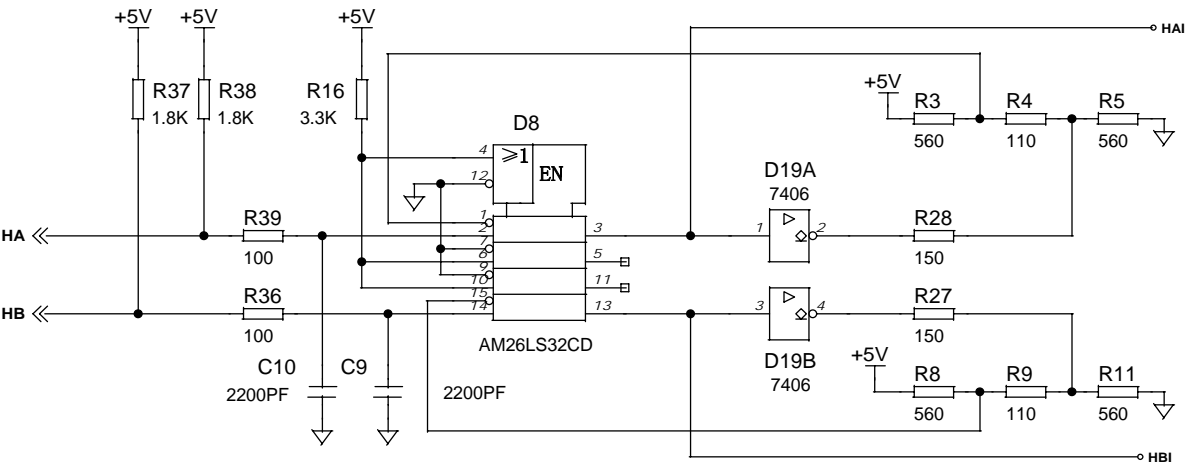 +5V +5V +5V HAI
R37 R38 R16 +5V R3 R4 R5
1.8K 1.8K 3.3K D8 560 110 560
4 ≥1
12 EN D19A
7406
1
HA R39 2 3 1 2 R28
100 7 150
8 5
9
10 11
15
HB R36 14 13 3 4 R27
100 AM26LS32CD 150
C10 C9 D19B +5V
2200PF 2200PF 7406 R8 R9 R11
560 110 560
HBI